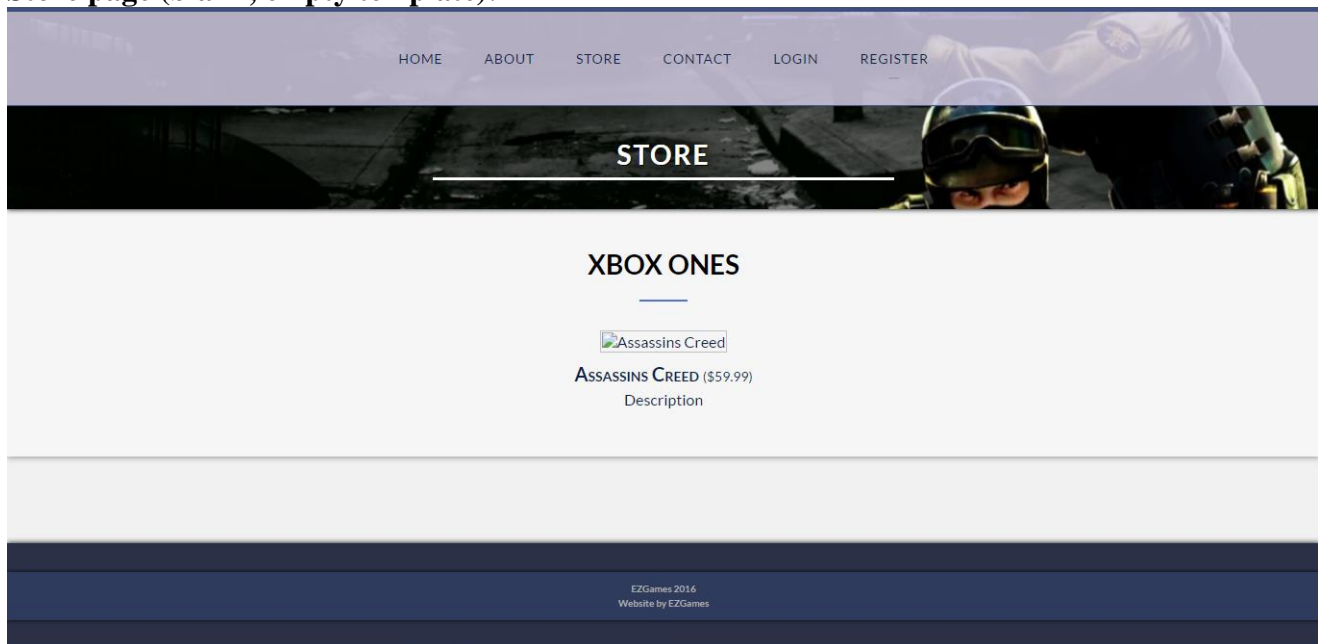 HOME ABOUT STORE CONTACT LOGIN REGISTER
STORE
XBOX ONES
Assassins Creed
ASSASSINS CREED ($59.99)
Description
EZGames 2016
Website by EZGames